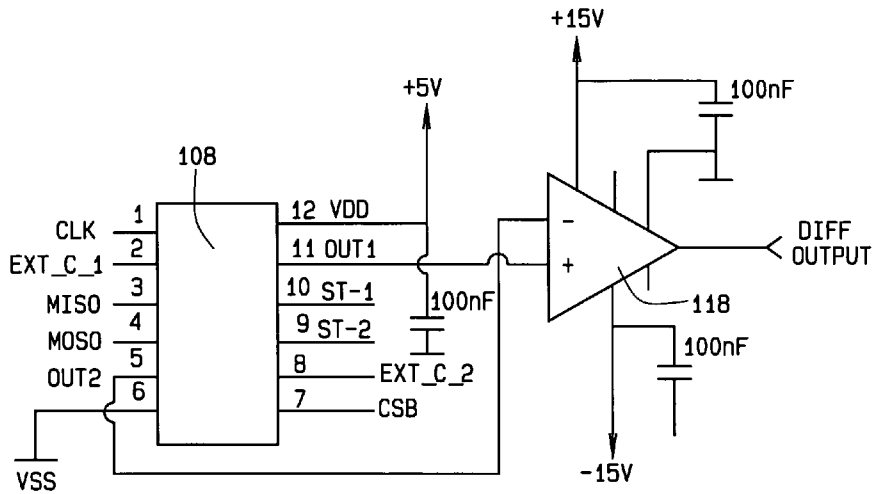 +15V
100nF
+5V
108
1
CLK
2
EXT_C_1
3
MISO
4
MOSO
5
OUT2
6
VSS
12 VDD
11 OUT1
10 ST-1
9 ST-2
8
EXT_C_2
7
CSB
100nF
-
+
118
DIFF
OUTPUT
100nF
-15V